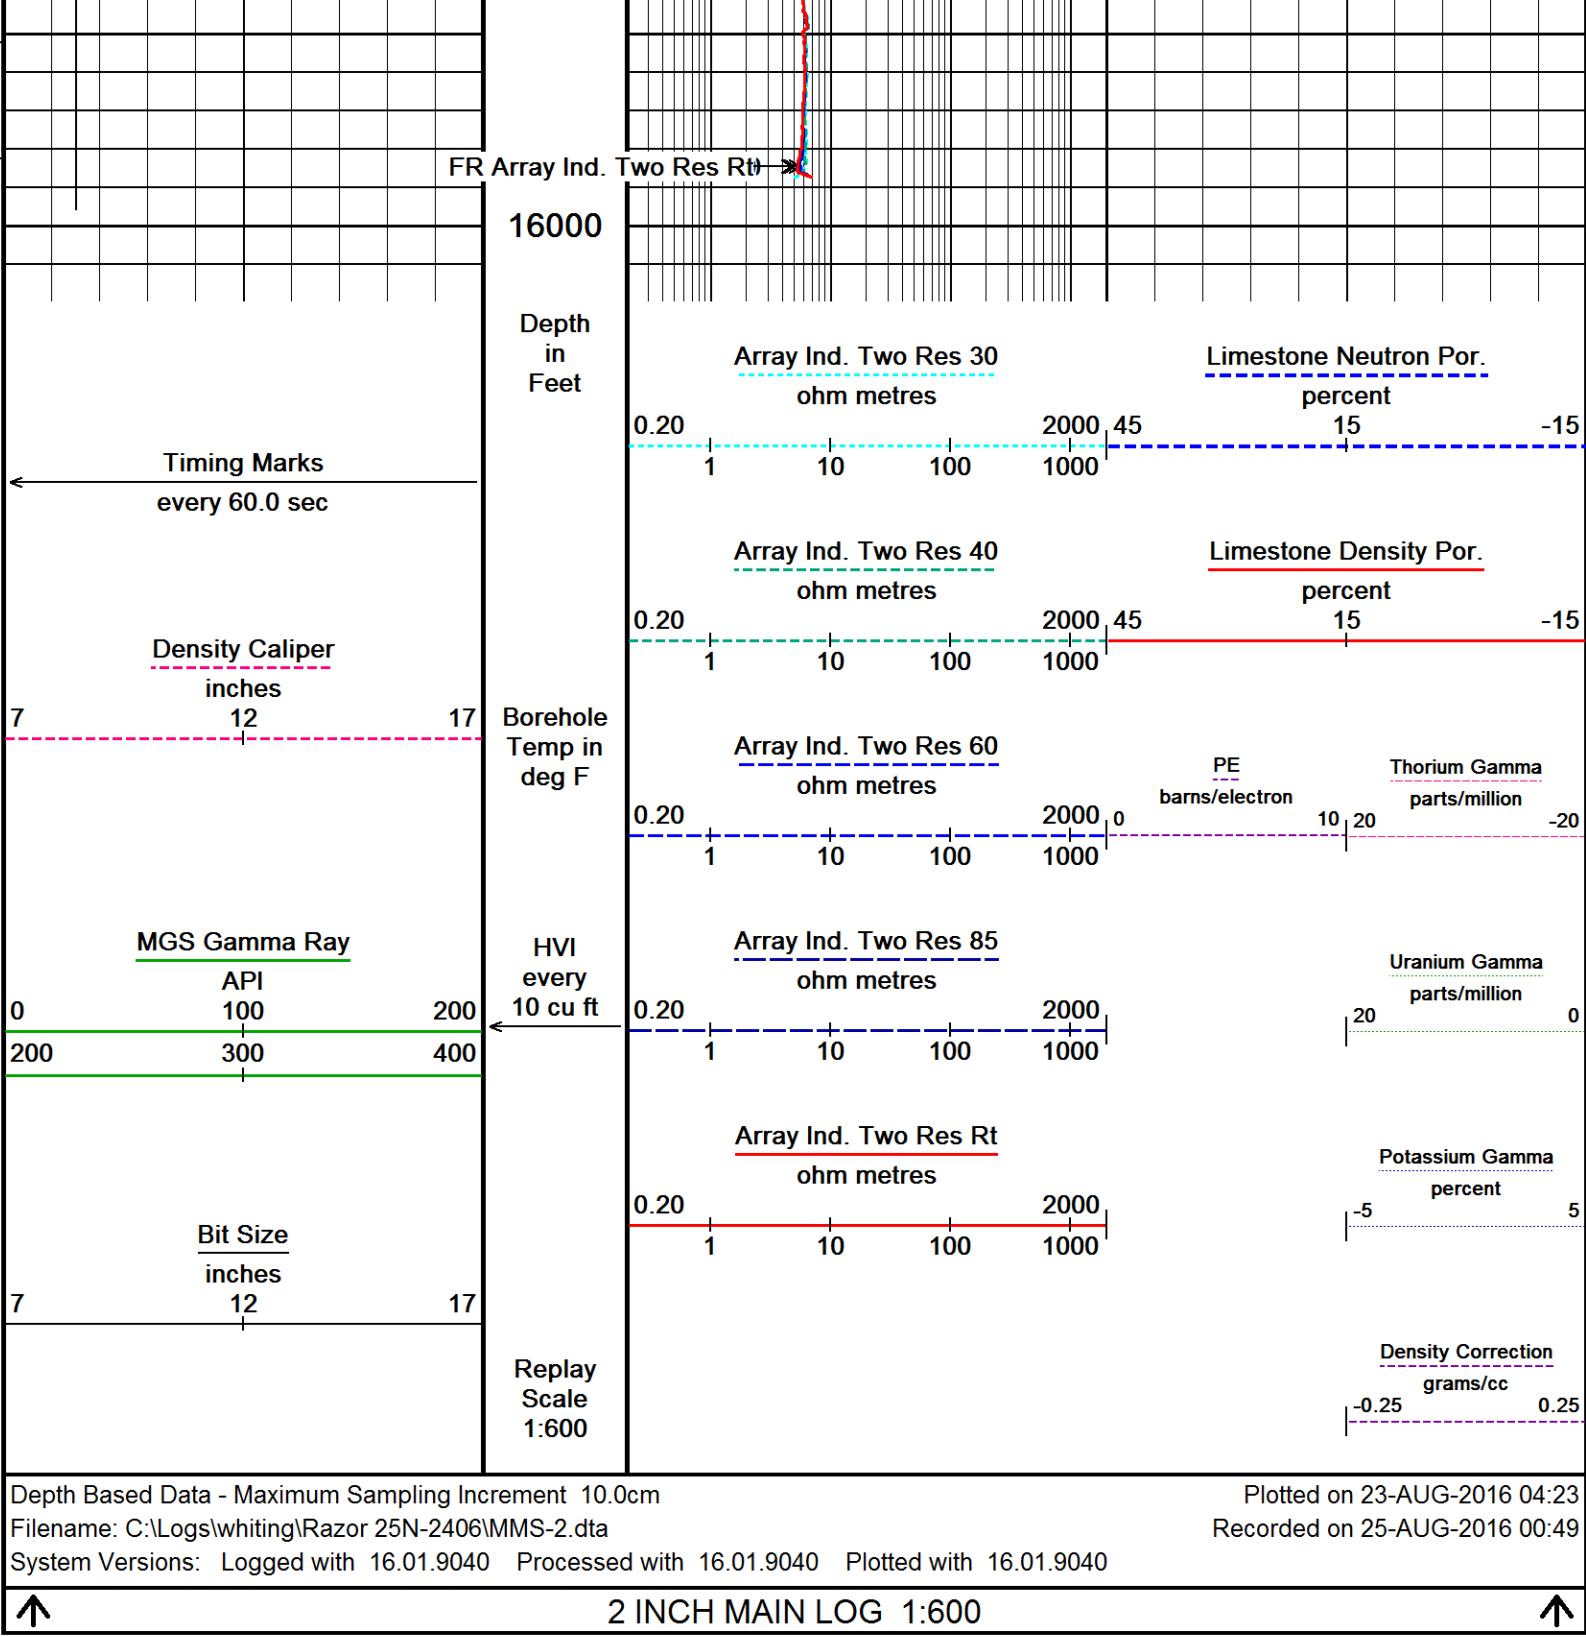 FR Array Ind. Two Res Rt)
16000
Depth
in
Feet
Timing Marks
every 60.0 sec
Density Caliper
inches
7 12 17
MGS Gamma Ray
API
0 100 200
200 300 400
Bit Size
inches
7 12 17
Borehole
Temp in
deg F
HVI
every
10 cu ft
Replay
Scale
1:600
Array Ind. Two Res 30
ohm metres
0.20 2000
1 10 100 1000
Array Ind. Two Res 40
ohm metres
0.20 2000
1 10 100 1000
Array Ind. Two Res 60
ohm metres
0.20 2000
1 10 100 1000
Array Ind. Two Res 85
ohm metres
0.20 2000
1 10 100 1000
Array Ind. Two Res Rt
ohm metres
0.20 2000
1 10 100 1000
Limestone Neutron Por.
percent
45 15 -15
Limestone Density Por.
percent
45 15 -15
PE
barns/electron
0 10
Thorium Gamma
parts/million
20 -20
Uranium Gamma
parts/million
20 0
Potassium Gamma
percent
-5 5
Density Correction
grams/cc
-0.25 0.25
Depth Based Data - Maximum Sampling Increment 10.0cm
Plotted on 23-AUG-2016 04:23
Filename: C:\Logs\whiting\Razor 25N-2406\MMS-2.dta
Recorded on 25-AUG-2016 00:49
System Versions: Logged with 16.01.9040 Processed with 16.01.9040 Plotted with 16.01.9040
2 INCH MAIN LOG 1:600